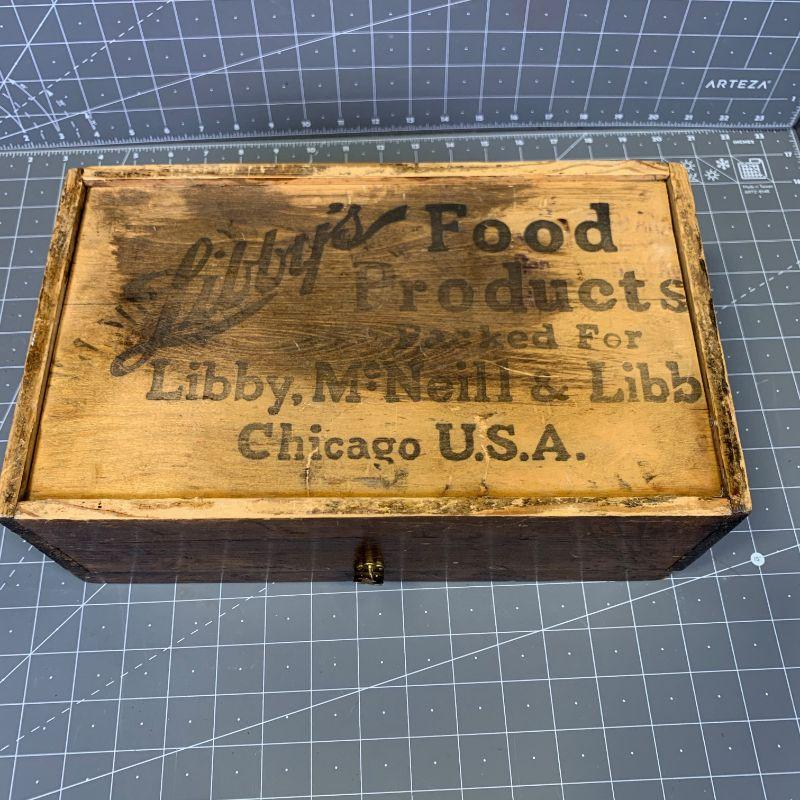 ARTEZA
Libby's Food
Products
Packed For
Libby, McNeill & Libb
Chicago U.S.A.